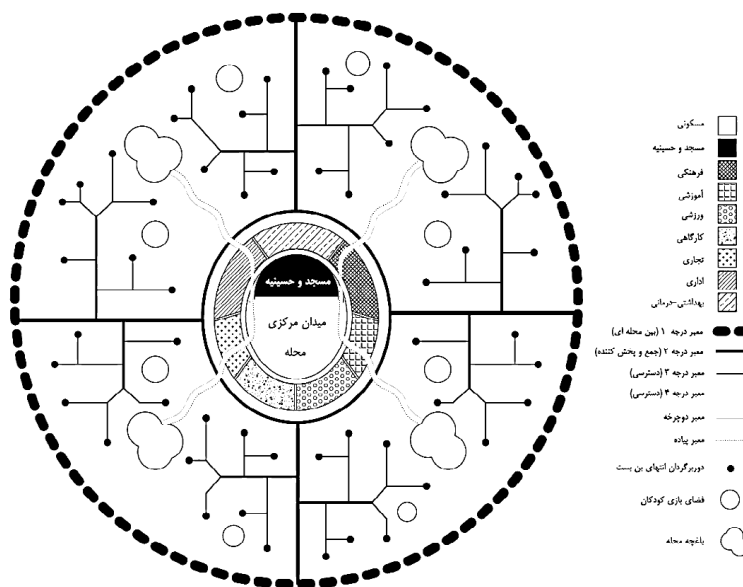 مسکونی
مسجد و حسینیه
فرهنگی
آموزشی
ورزشی
کارگاهی
تجاری
اداری
بهداشتی-درمانی
معبر درجه ۱ (بین محله ای)
معبر درجه ۲ (جمع و پخش کننده)
معبر درجه ۳ (دسترسی)
معبر درجه ۴ (دسترسی)
معبر دوچرخه
معبر پیاده
دوربرگردان انتهای بن بست
فضای بازی کودکان
باغچه محله
مسجد و حسینیه
میدان مرکزی
محله